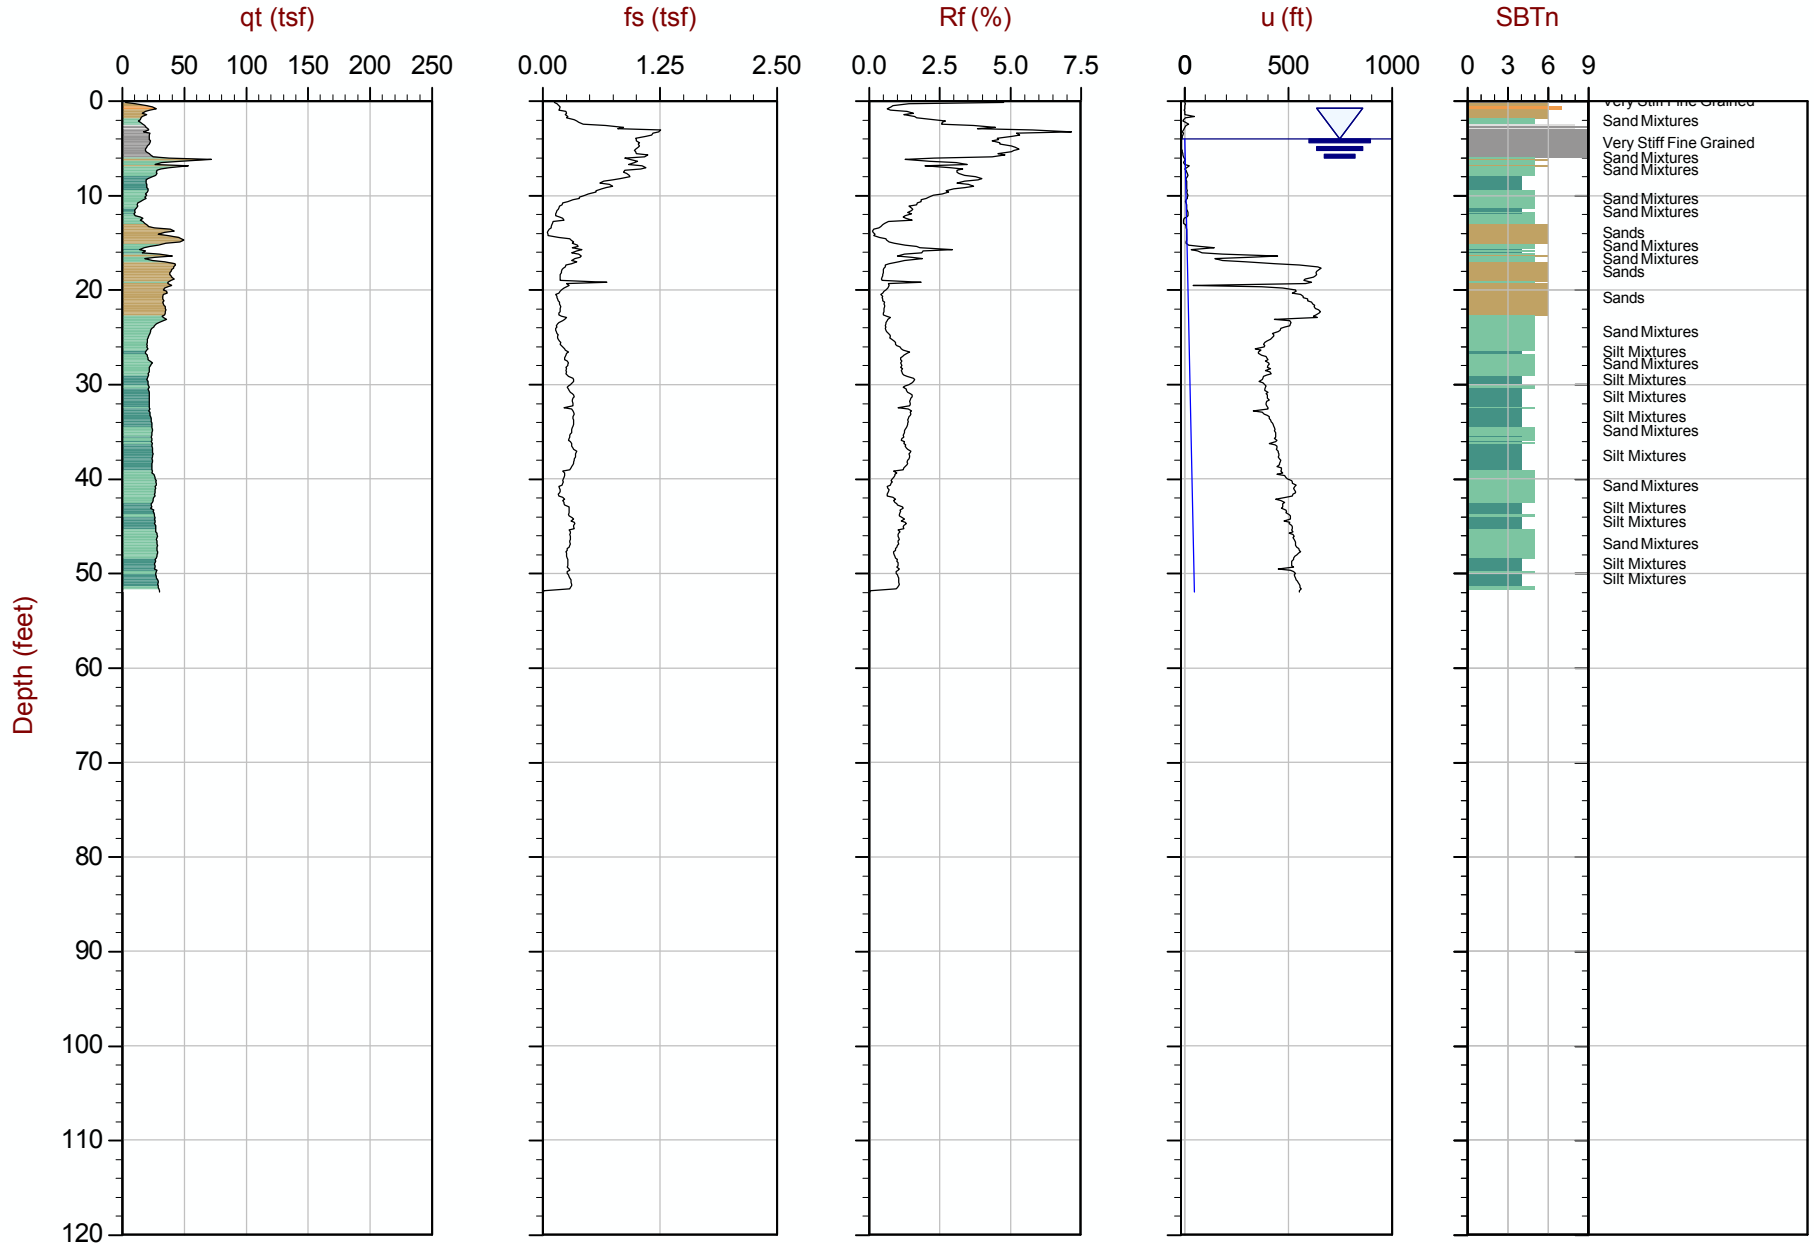 qt (tsf)
fs (tsf)
Rf (%)
u (ft)
SBTn
0 50 100 150 200 250
0.00 1.25 2.50
0.0 2.5 5.0 7.5
0 500 1000
0 3 6 9
Depth (feet)
0
10
20
30
40
50
60
70
80
90
100
110
120
Very Stiff Fine Grained
Sand Mixtures
Very Stiff Fine Grained
Sand Mixtures
Sand Mixtures
Sand Mixtures
Sand Mixtures
Sands
Sand Mixtures
Sand Mixtures
Sands
Sands
Sand Mixtures
Silt Mixtures
Sand Mixtures
Silt Mixtures
Silt Mixtures
Silt Mixtures
Sand Mixtures
Silt Mixtures
Sand Mixtures
Silt Mixtures
Silt Mixtures
Sand Mixtures
Silt Mixtures
Silt Mixtures